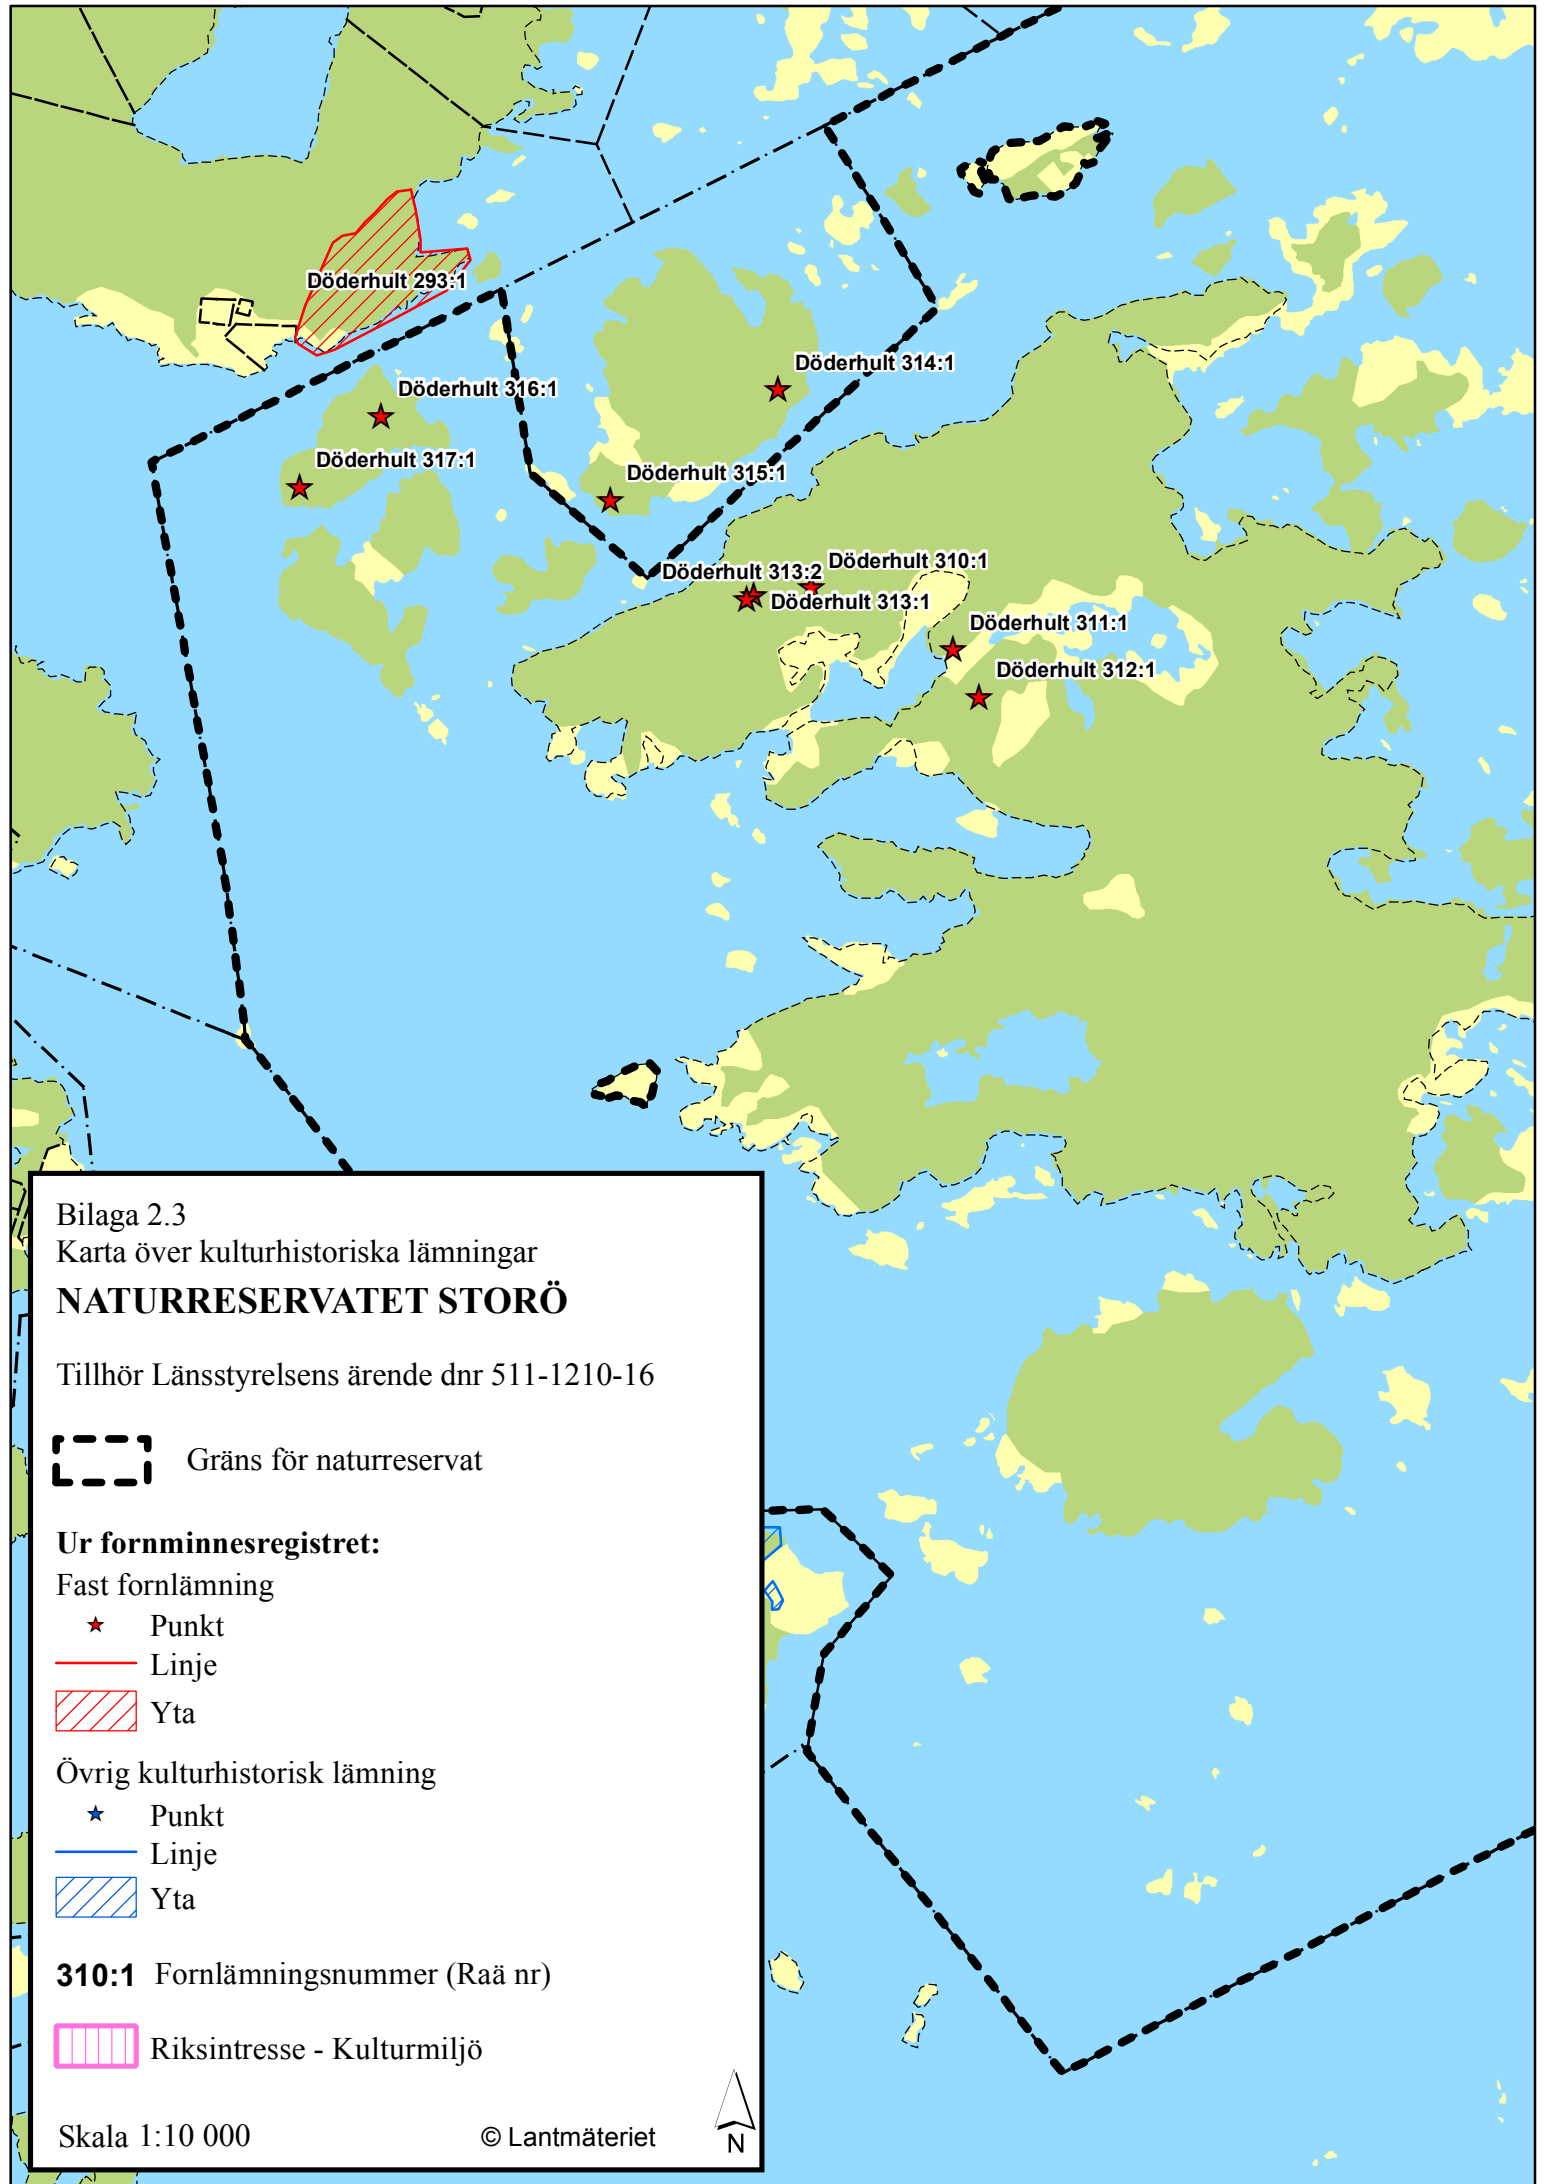 Döderhult 293:1
Döderhult 314:1
Döderhult 316:1
Döderhult 317:1
Döderhult 315:1
Döderhult 310:1
Döderhult 313:2
Döderhult 313:1
Döderhult 311:1
Döderhult 312:1
Bilaga 2.3
Karta över kulturhistoriska lämningar
NATURRESERVATET STORÖ
Tillhör Länsstyrelsens ärende dnr 511-1210-16
Gräns för naturreservat
Ur fornminnesregistret:
Fast fornlämning
Punkt
Linje
Yta
Övrig kulturhistorisk lämning
Punkt
Linje
Yta
310:1 Fornlämningsnummer (Raä nr)
Riksintresse - Kulturmiljö
Skala 1:10 000
© Lantmäteriet
N